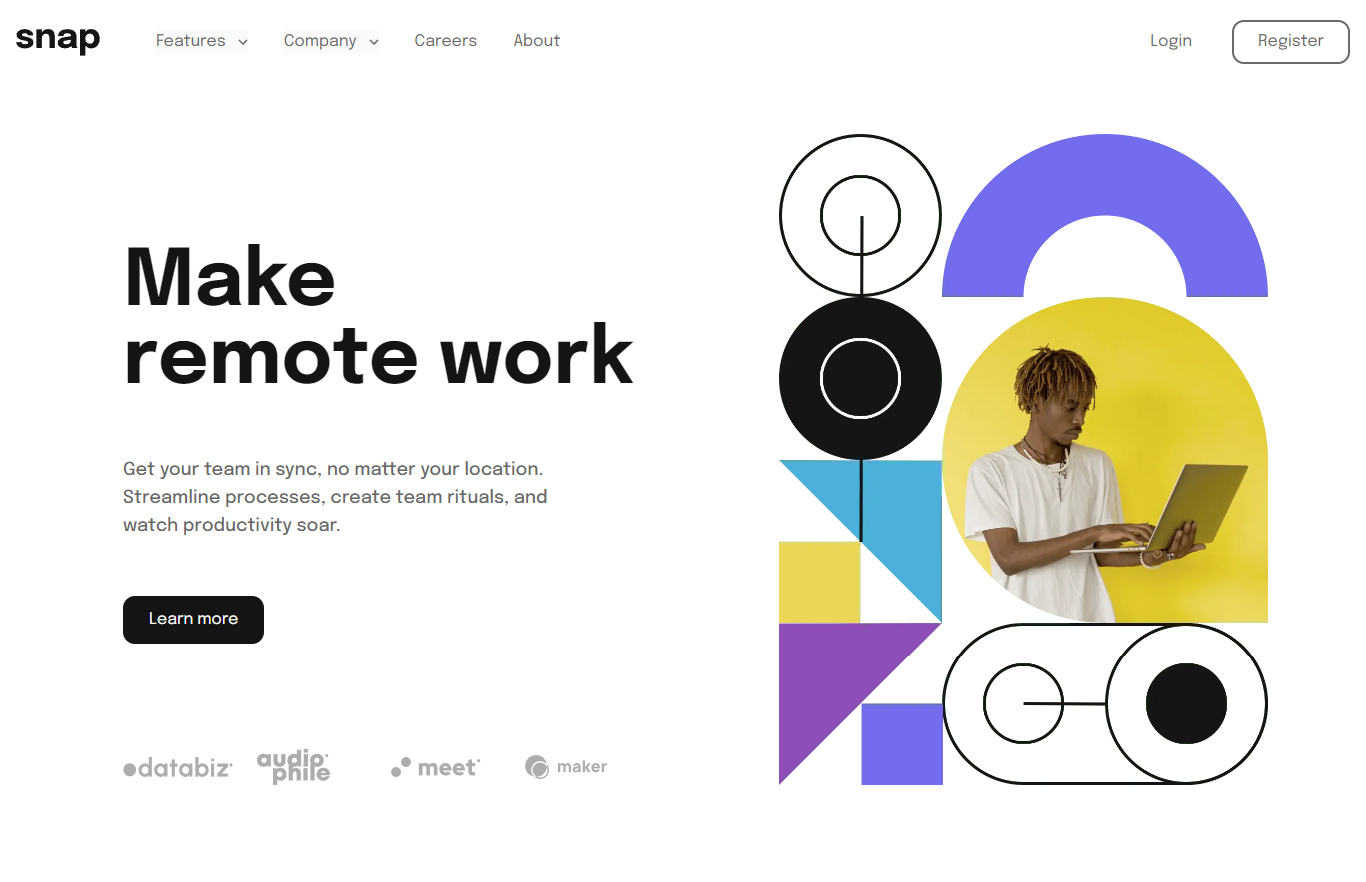 snap
Features
Company
Careers
About
Login
Register
Make
remote work
Get your team in sync, no matter your location.
Streamline processes, create team rituals, and
watch productivity soar.
Learn more
databiz
audio
phile
meet
maker